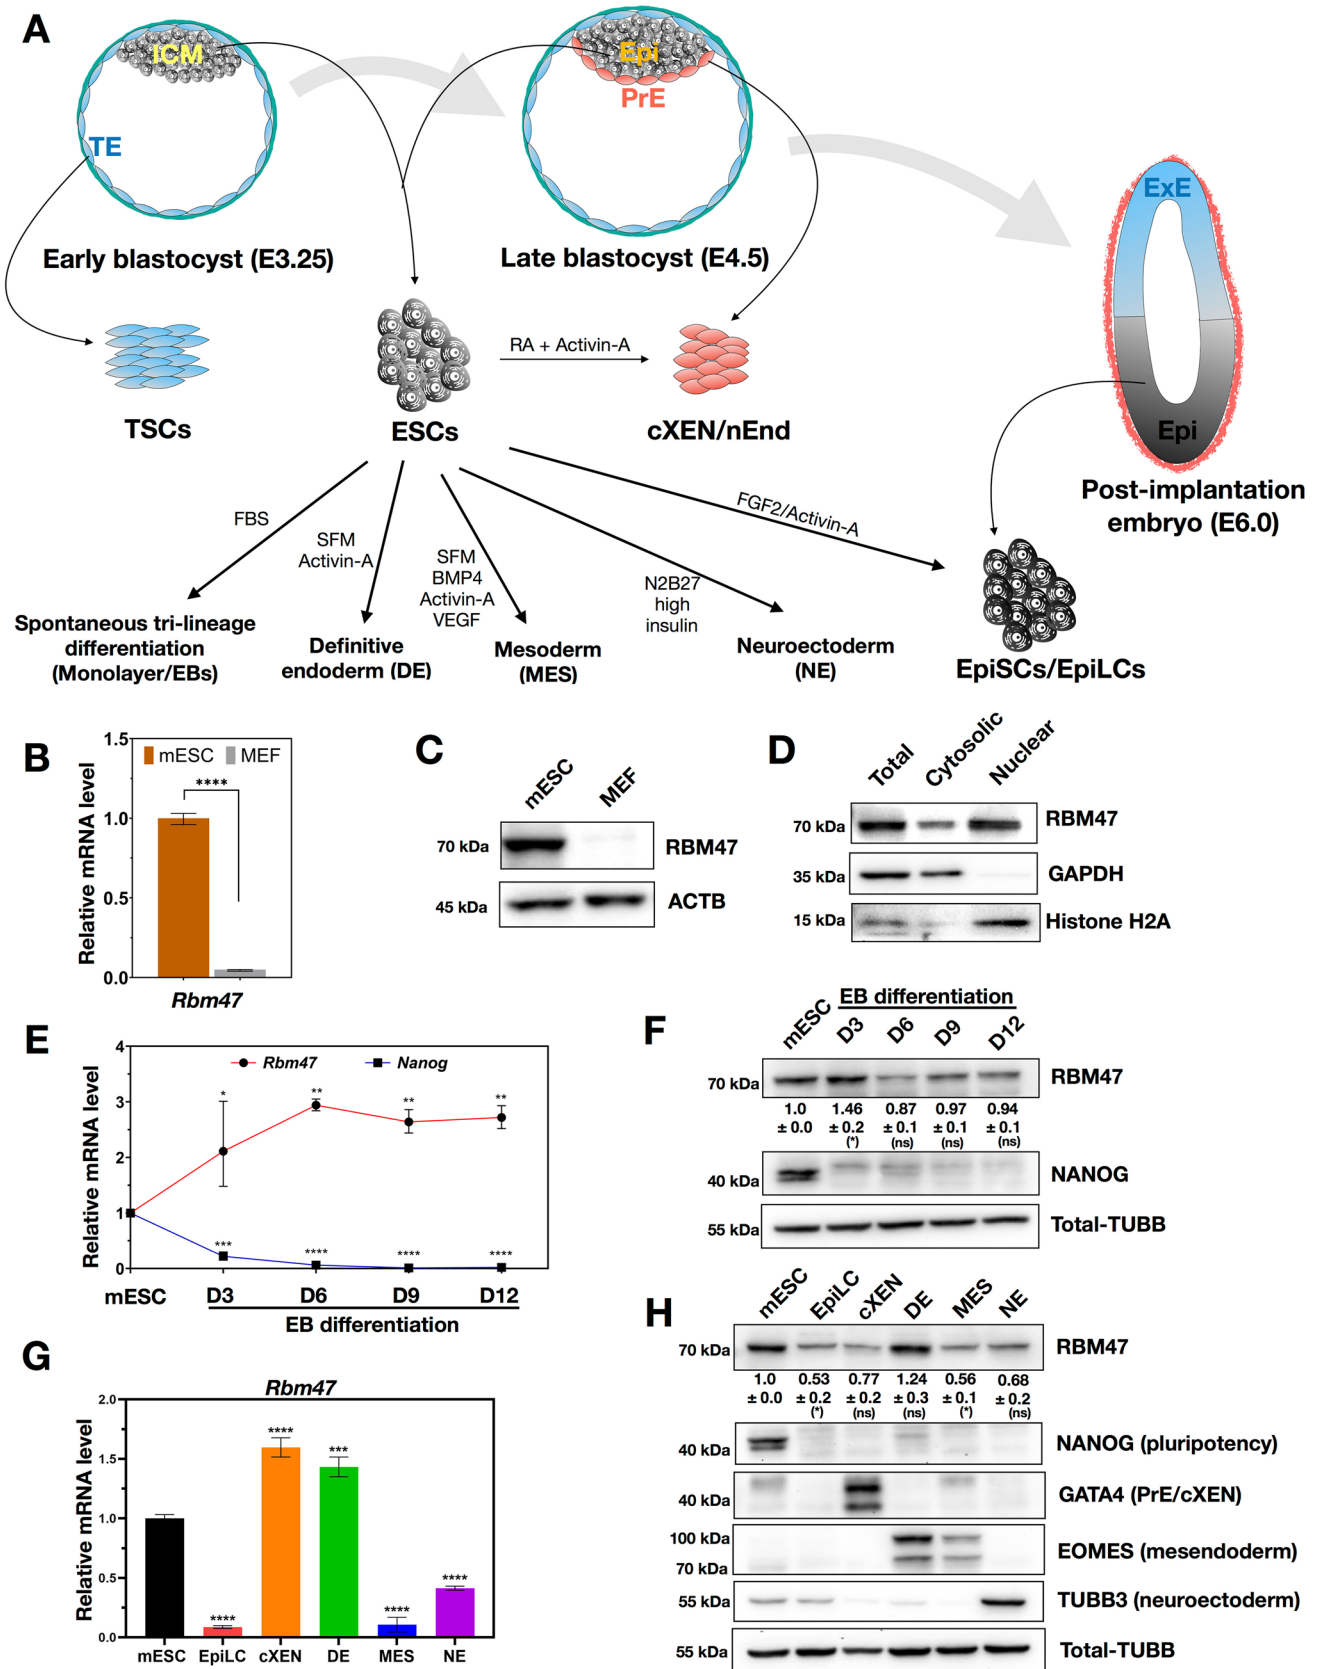 A
ICM
TE
Early blastocyst (E3.25)
Epi
PrE
Late blastocyst (E4.5)
ExE
Epi
Post-implantation
embryo (E6.0)
TSCs
ESCs
RA + Activin-A
cXEN/nEnd
FBS
SFM
Activin-A
SFM
BMP4
Activin-A
VEGF
N2B27
high
insulin
FGF2/Activin-A
Spontaneous tri-lineage
differentiation
(Monolayer/EBs)
Definitive
endoderm (DE)
Mesoderm
(MES)
Neuroectoderm
(NE)
EpiSCs/EpiLCs
B
Relative mRNA level
1.5
1.0
0.5
0.0
mESC MEF
****
Rbm47
C
mESC MEF
70 kDa RBM47
45 kDa ACTB
D
Total Cytosolic Nuclear
70 kDa RBM47
35 kDa GAPDH
15 kDa Histone H2A
E
Relative mRNA level
4
3
2
1
0
Rbm47 Nanog
* ** ** **
*** **** **** ****
mESC D3 D6 D9 D12
EB differentiation
F
EB differentiation
mESC D3 D6 D9 D12
70 kDa RBM47
1.0 1.46 0.87 0.97 0.94
± 0.0 ± 0.2 ± 0.1 ± 0.1 ± 0.1
(*) (ns) (ns) (ns)
40 kDa NANOG
55 kDa Total-TUBB
G
Rbm47
Relative mRNA level
2.0
1.5
1.0
0.5
0.0
**** **** *** **** ****
mESC EpiLC cXEN DE MES NE
H
mESC EpiLC cXEN DE MES NE
70 kDa RBM47
1.0 0.53 0.77 1.24 0.56 0.68
± 0.0 ± 0.2 ± 0.2 ± 0.3 ± 0.1 ± 0.2
(*) (ns) (ns) (*) (ns)
40 kDa NANOG (pluripotency)
40 kDa GATA4 (PrE/cXEN)
100 kDa
70 kDa EOMES (mesendoderm)
55 kDa TUBB3 (neuroectoderm)
55 kDa Total-TUBB